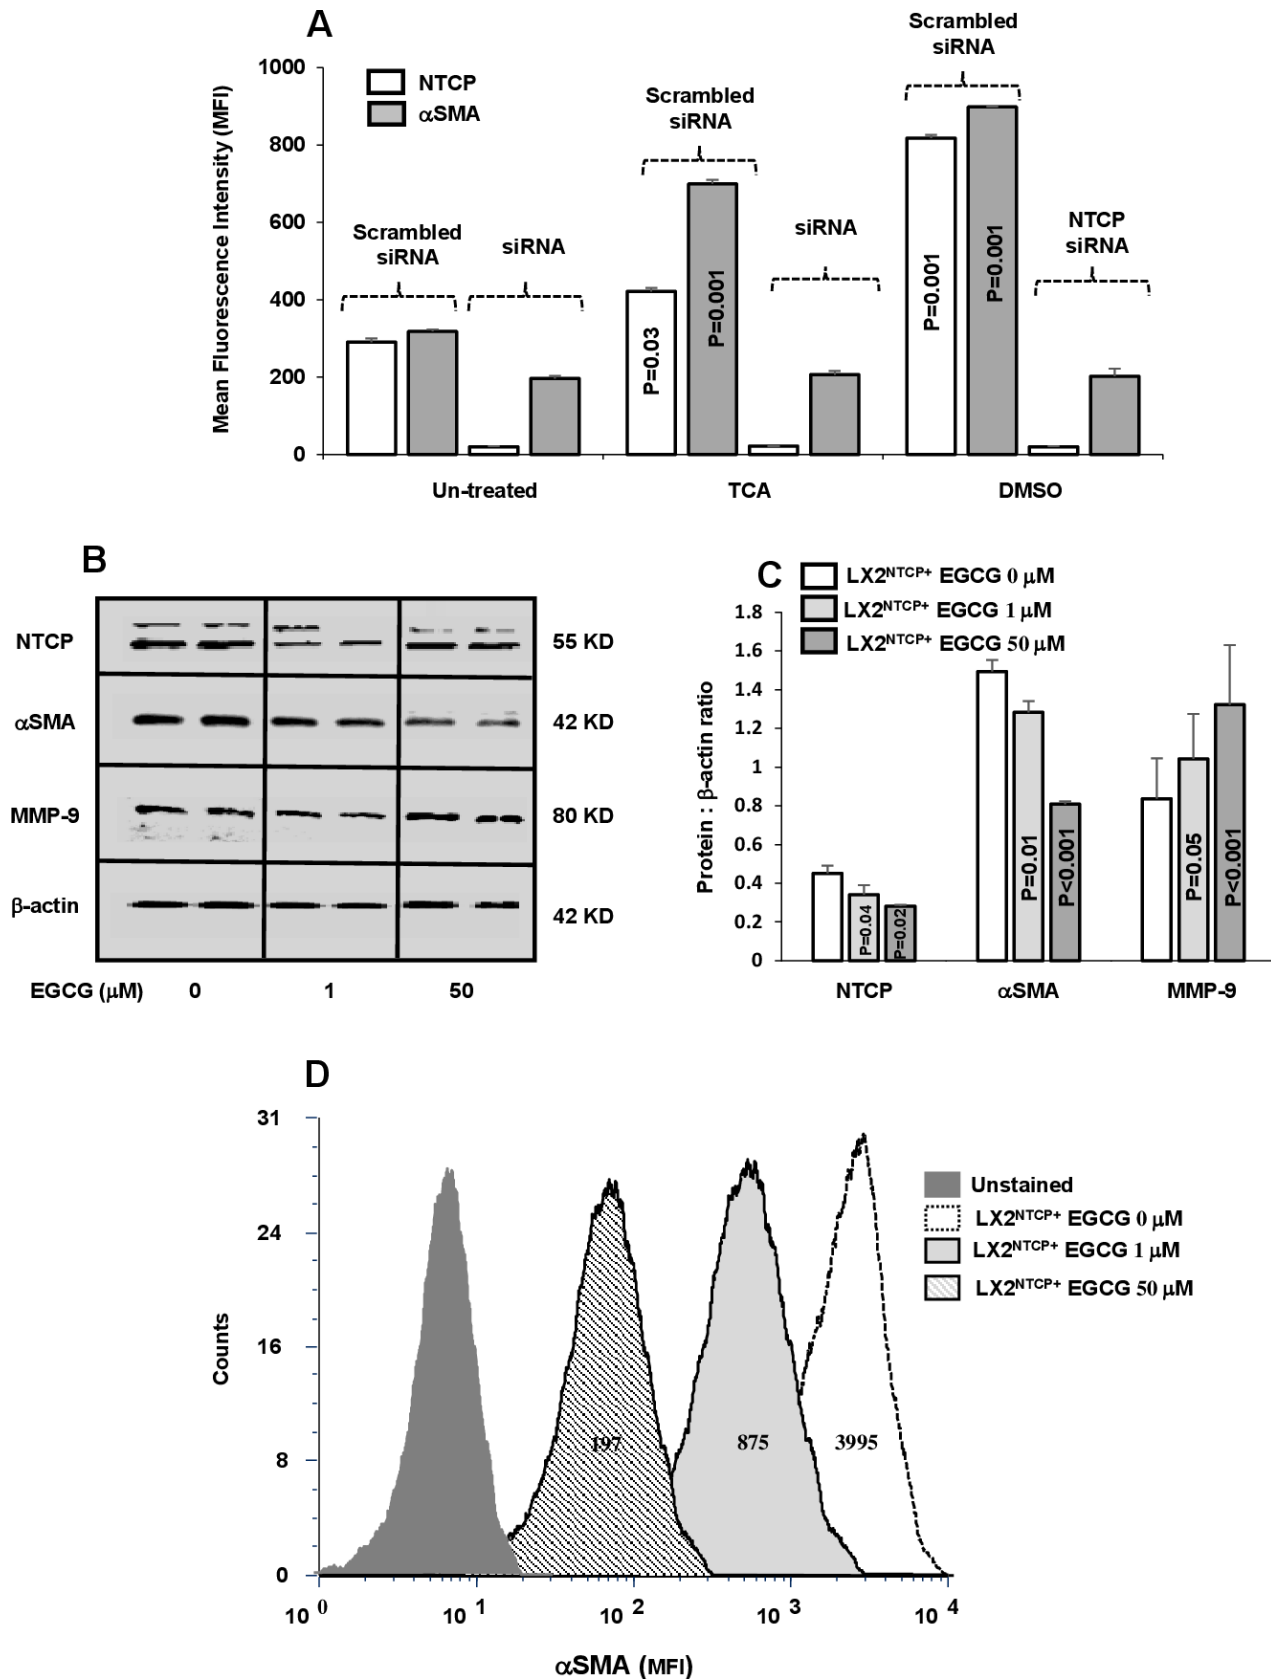 A
Scrambled
siRNA
1000
NTCP
αSMA
Scrambled
siRNA
800
Mean Fluorescence Intensity (MFI)
600
Scrambled
siRNA
siRNA
siRNA
NTCP
siRNA
400
P=0.03
P=0.001
P=0.001
P=0.001
200
0
Un-treated
TCA
DMSO
B
NTCP
55 KD
αSMA
42 KD
MMP-9
80 KD
β-actin
42 KD
EGCG (μM)
0
1
50
C
LX2NTCP+ EGCG 0 μM
LX2NTCP+ EGCG 1 μM
LX2NTCP+ EGCG 50 μM
Protein : β-actin ratio
1.8
1.6
1.4
1.2
1
0.8
0.6
0.4
0.2
0
P=0.04
P=0.02
P=0.01
P<0.001
P=0.05
P<0.001
NTCP
αSMA
MMP-9
D
31
24
16
8
0
Counts
197
875
3995
Unstained
LX2NTCP+ EGCG 0 μM
LX2NTCP+ EGCG 1 μM
LX2NTCP+ EGCG 50 μM
10 0
10 1
10 2
10 3
10 4
αSMA (MFI)